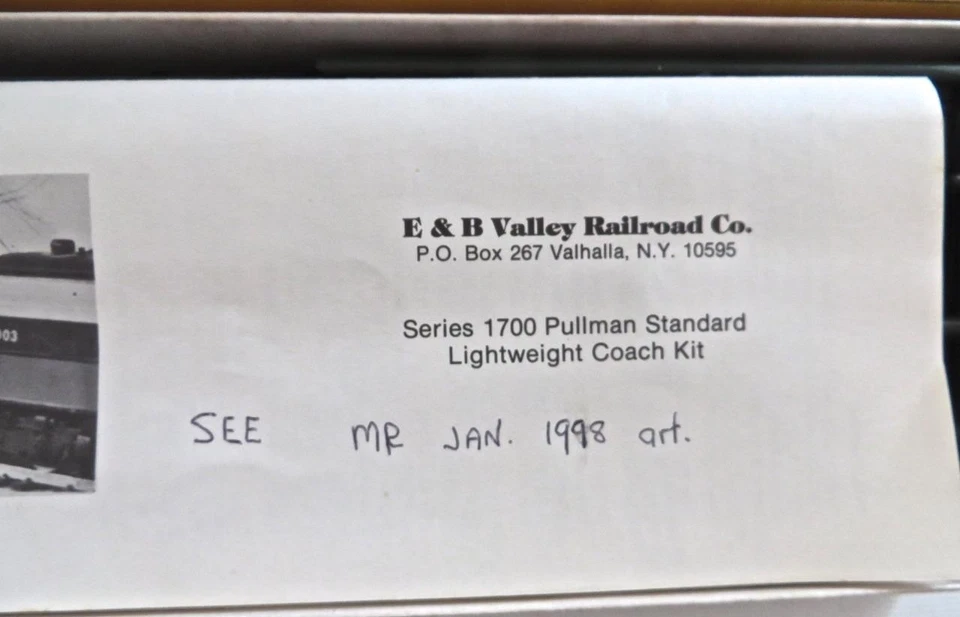 E & B Valley Railroad Co.
P.O. Box 267 Valhalla, N.Y. 10595
Series 1700 Pullman Standard
Lightweight Coach Kit
SEE MR JAN. 1998 art.
03